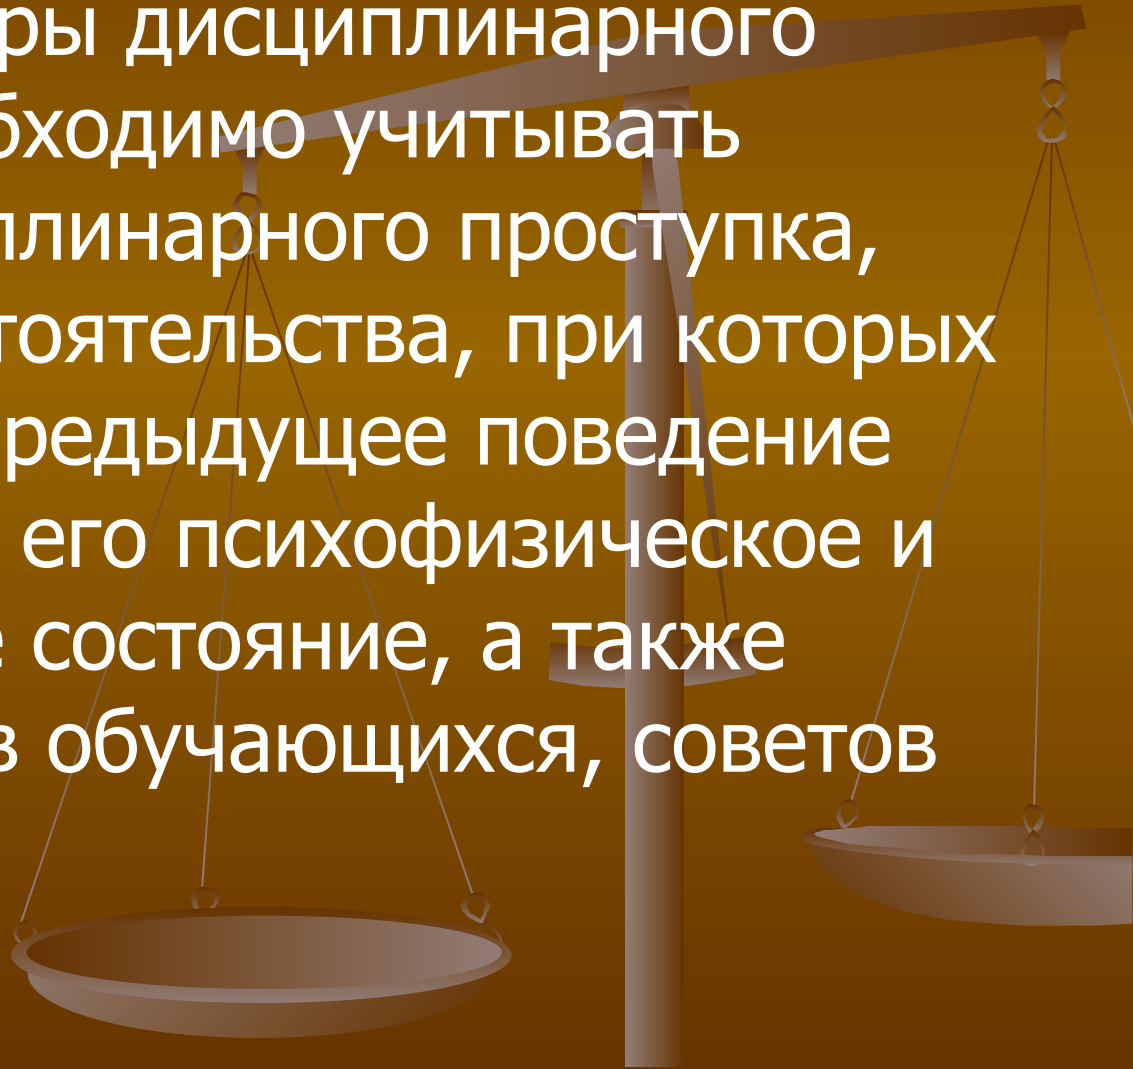 ры дисциплинарного
бходимо учитывать
плинарного проступка,
тоятельства, при которых
редыдущее поведение
его психофизическое и
е состояние, а также
в обучающихся, советов